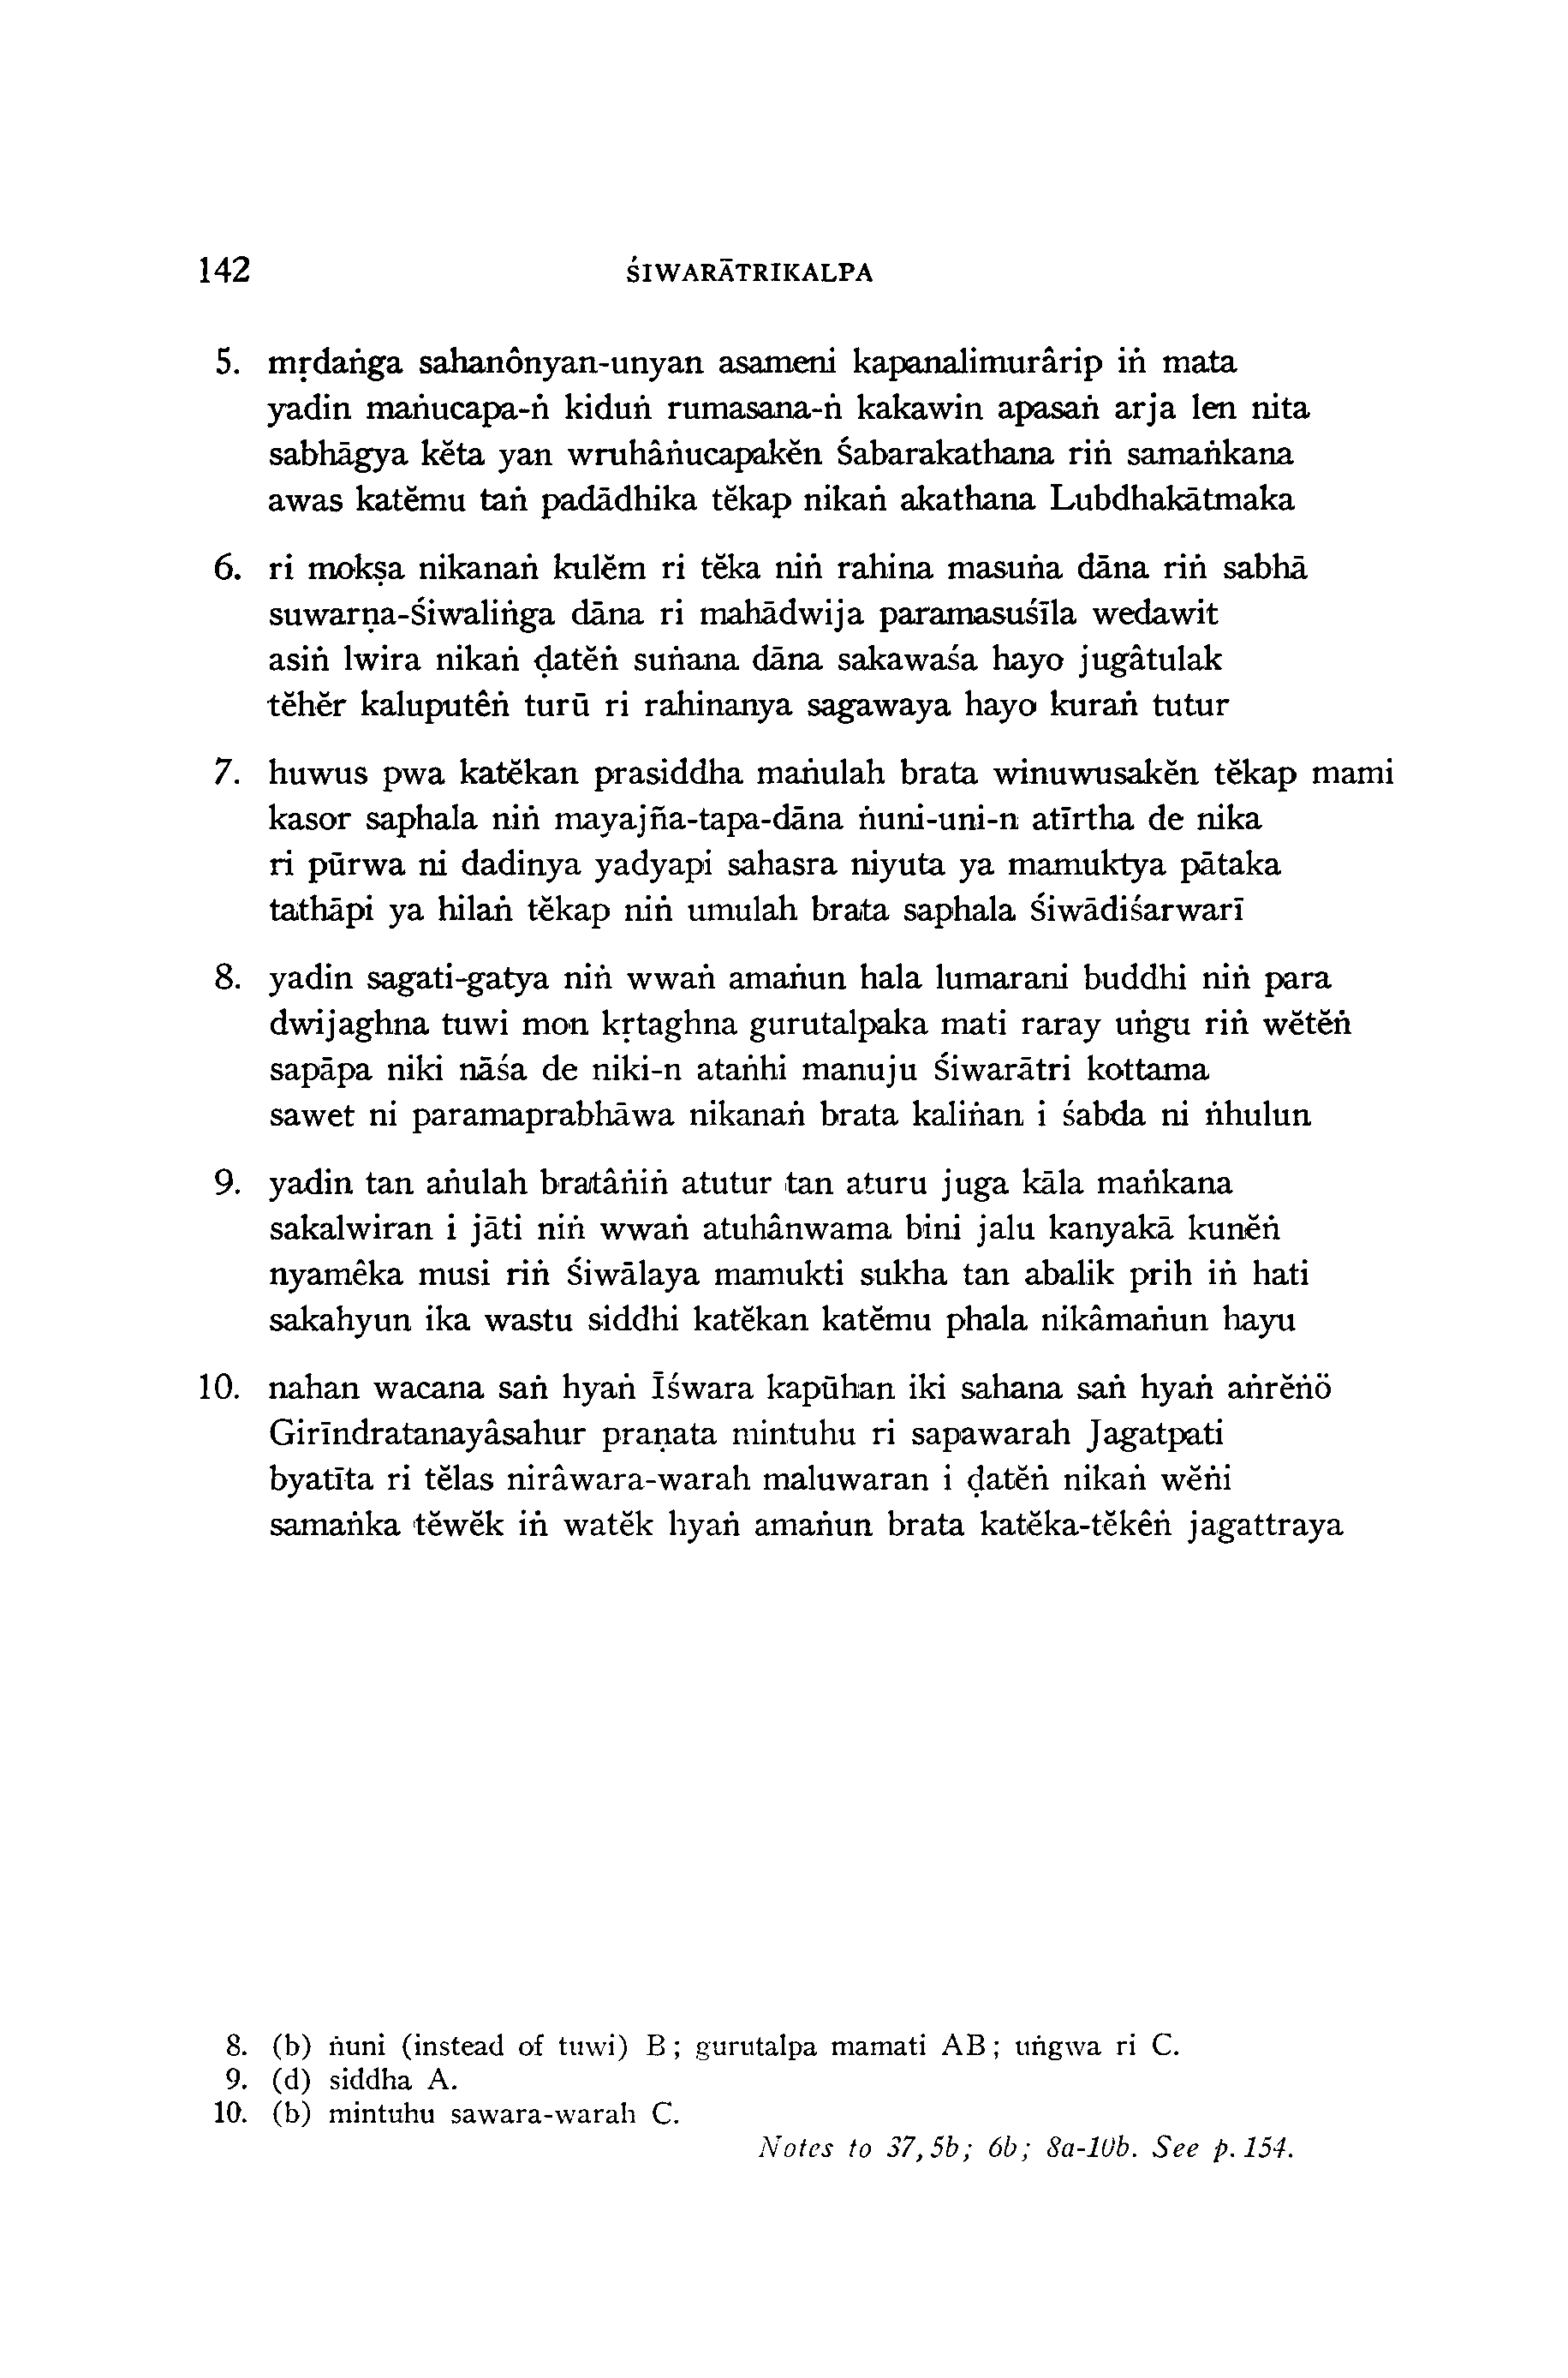 142 ŚIWARĀTRIKALPA
5. mṛdaṅga sahanônyan-unyan asameni kapanalimurârip iṅ mata
yadin maṅucapa-ṅ kiduṅ rumasana-ṅ kakawin apasaṅ arja len nita
sabhāgya kĕta yan wruhâṅucapakĕn Śabarakathana riṅ samaṅkana
awas katĕmu taṅ padādhika tĕkap nikaṅ akathana Lubdhakātmaka
6. ri mokṣa nikanaṅ kulĕm ri tĕka niṅ rahina masuṅa dāna riṅ sabhā
suwarṇa-Śiwaliṅga dāna ri mahādwija paramasuśīla wedawit
asiṅ lwira nikaṅ ḍatĕṅ suṅana dāna sakawaśa hayo jugâtulak
tĕhĕr kaluputêṅ turū ri rahinanya sagawaya hayo kuraṅ tutur
7. huwus pwa katĕkan prasiddha maṅulah brata winuwusakĕn tĕkap mami
kasor saphala niṅ mayajña-tapa-dāna ṅuni-uni-n atīrtha de nika
ri pūrwa ni dadinya yadyapi sahasra niyuta ya mamuktya pātaka
tathāpi ya hilaṅ tĕkap niṅ umulah brata saphala Śiwādiśarwarī
8. yadin sagati-gatya niṅ wwaṅ amaṅun hala lumarani buddhi niṅ para
dwijaghna tuwi mon kṛtaghna gurutalpaka mati raray uṅgu riṅ wĕtĕṅ
sapāpa niki nāśa de niki-n ataṅhi manuju Śiwarātri kottama
sawet ni paramaprabhāwa nikanaṅ brata kaliṅan i śabda ni ṅhulun
9. yadin tan aṅulah bratâṅiṅ atutur tan aturu juga kāla maṅkana
sakalwiran i jāti niṅ wwaṅ atuhânwama bini jalu kanyakā kunĕṅ
nyamêka musi riṅ Śiwālaya mamukti sukha tan abalik prih iṅ hati
sakahyun ika wastu siddhi katĕkan katĕmu phala nikâmaṅun hayu
10. nahan wacana saṅ hyaṅ Īśwara kapūhan iki sahana saṅ hyaṅ aṅrĕṅö
Girīndratanayâsahur praṇata mintuhu ri sapawarah Jagatpati
byatīta ri tĕlas nirâwara-warah maluwaran i ḍatĕṅ nikaṅ wĕṅi
samaṅka tĕwĕk iṅ watĕk hyaṅ amaṅun brata katĕka-tĕkêṅ jagattraya
8. (b) ṅuni (instead of tuwi) B; gurutalpa mamati AB; uṅgwa ri C.
9. (d) siddha A.
10. (b) mintuhu sawara-warah C.
Notes to 37, 5b; 6b; 8a-10b. See p. 154.